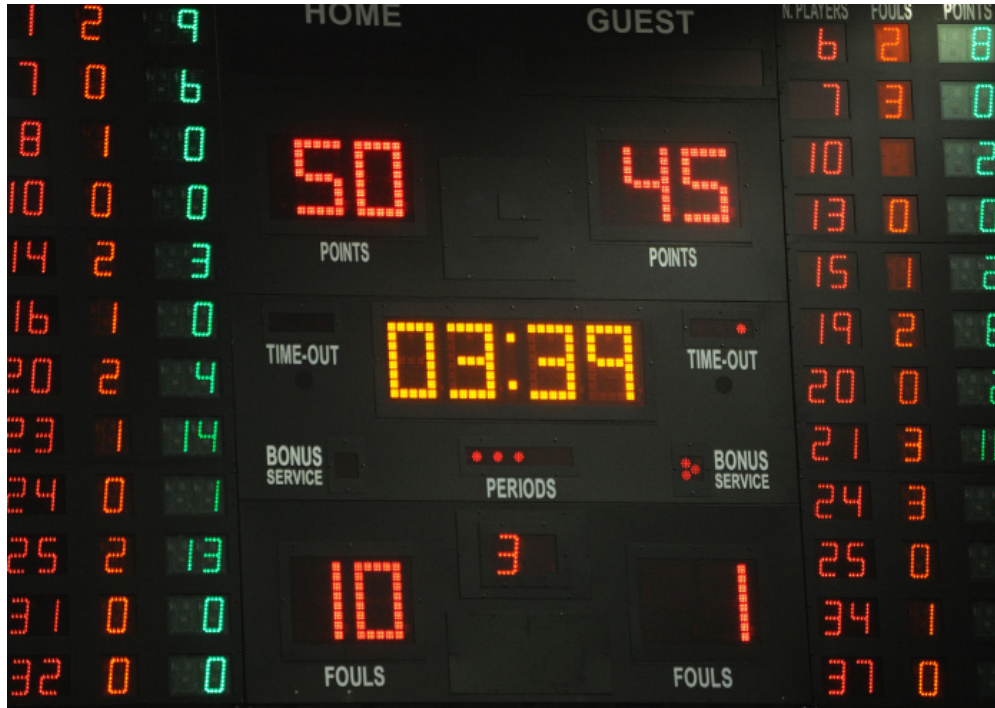 HOME GUEST N. PLAYERS FOULS POINTS
1 2 9 6 2 8
7 0 6 7 3 0
8 1 0 50 45 10 2
10 0 0 13 0 0
POINTS POINTS
14 2 3 15 1
16 1 0 03:39 19 2
TIME-OUT TIME-OUT
20 2 4 20 0
23 1 14 21 3
BONUS SERVICE PERIODS BONUS SERVICE
24 0 1 24 3
25 2 13 3 25 0
31 0 0 10 1 34 1
32 0 0 FOULS FOULS 37 0